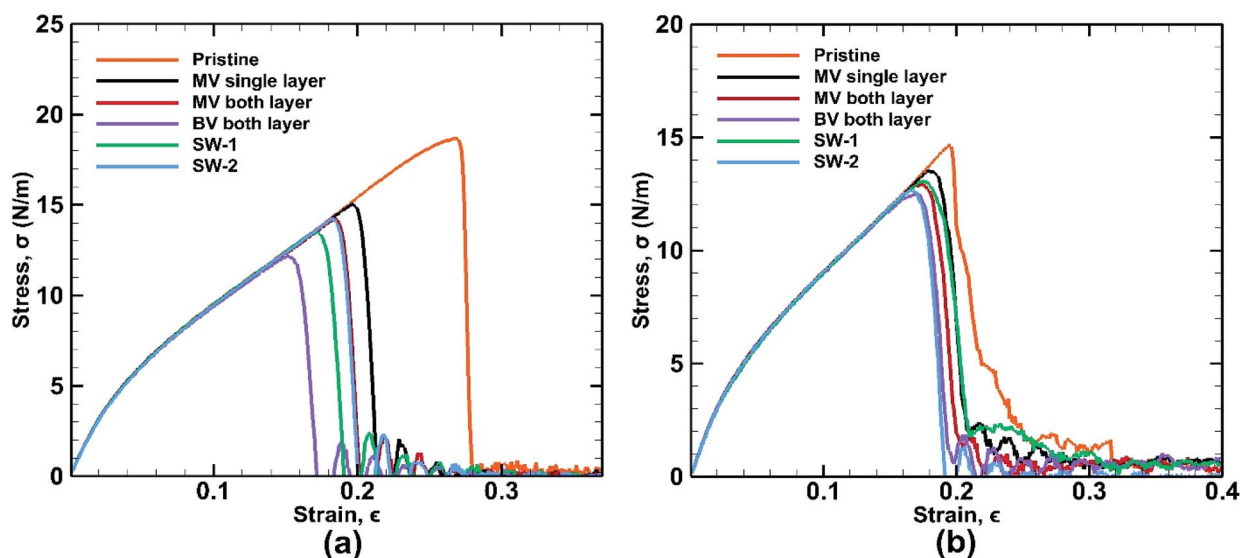 25
20
15
10
5
0
0.1
0.2
0.3
Stress, σ (N/m)
Strain, ϵ
Pristine
MV single layer
MV both layer
BV both layer
SW-1
SW-2
(a)
20
15
10
5
0
0.1
0.2
0.3
0.4
Stress, σ (N/m)
Strain, ϵ
Pristine
MV single layer
MV both layer
BV both layer
SW-1
SW-2
(b)